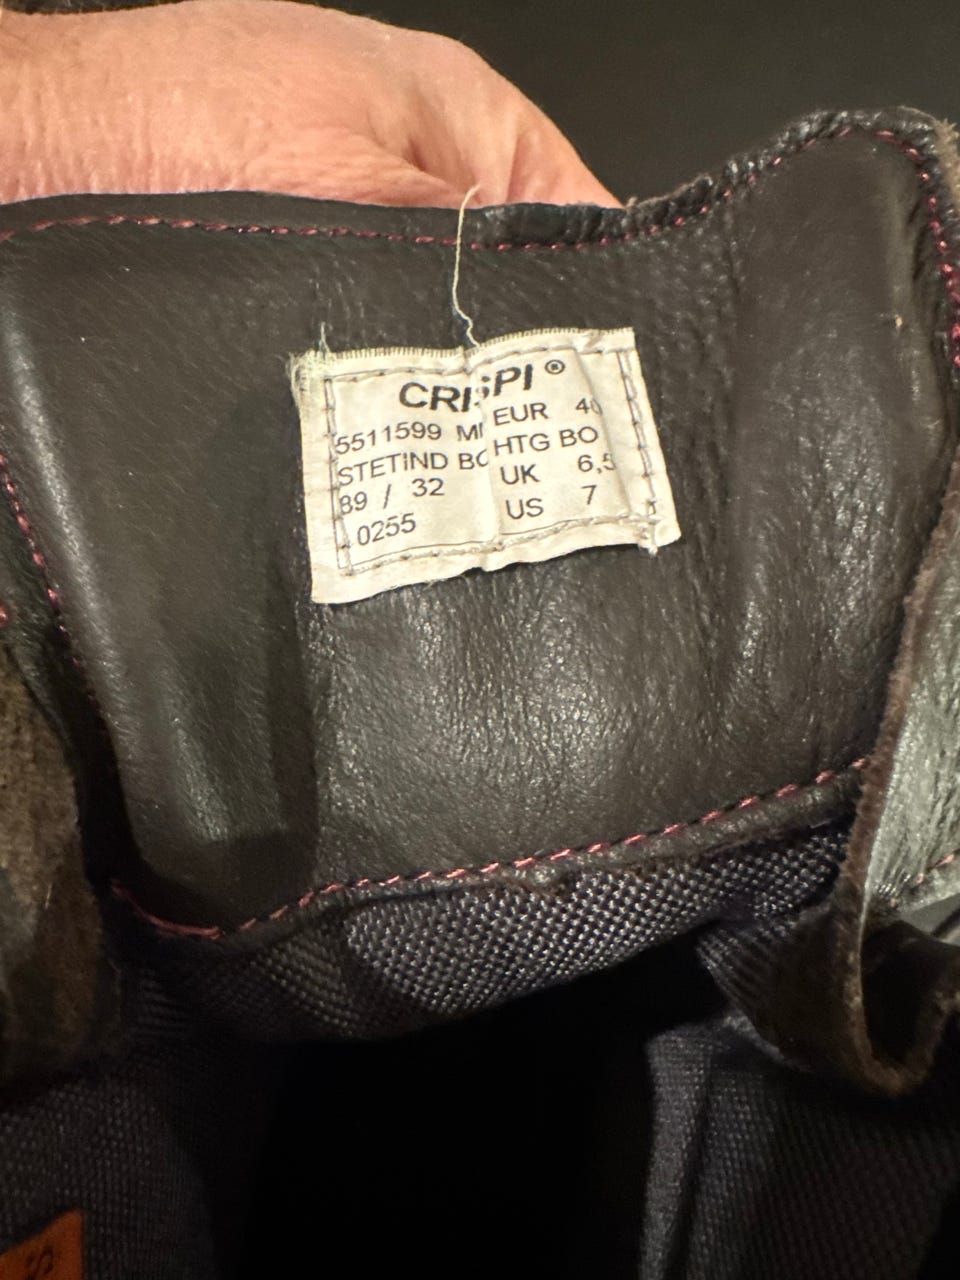 CRISPI ®
5511599 MI EUR 40
STETIND BO HTG BO
89 / 32 UK 6,5
0255 US 7